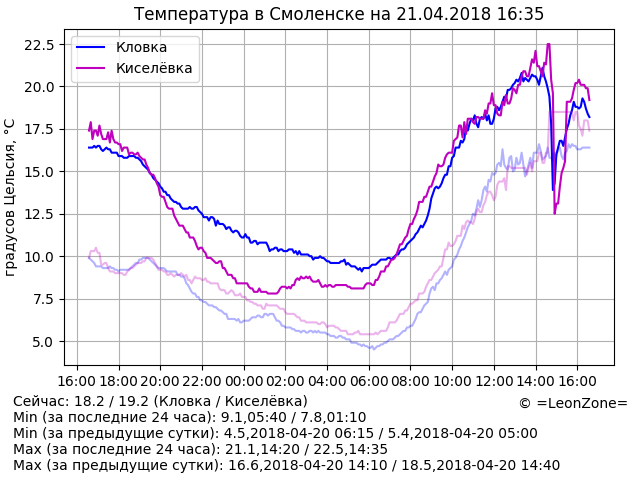 Температура в Смоленске на 21.04.2018 16:35
Кловка
Киселёвка
градусов Цельсия, °C
22.5
20.0
17.5
15.0
12.5
10.0
7.5
5.0
16:00 18:00 20:00 22:00 00:00 02:00 04:00 06:00 08:00 10:00 12:00 14:00 16:00
Сейчас: 18.2 / 19.2 (Кловка / Киселёвка)
© =LeonZone=
Min (за последние 24 часа): 9.1,05:40 / 7.8,01:10
Min (за предыдущие сутки): 4.5,2018-04-20 06:15 / 5.4,2018-04-20 05:00
Max (за последние 24 часа): 21.1,14:20 / 22.5,14:35
Max (за предыдущие сутки): 16.6,2018-04-20 14:10 / 18.5,2018-04-20 14:40